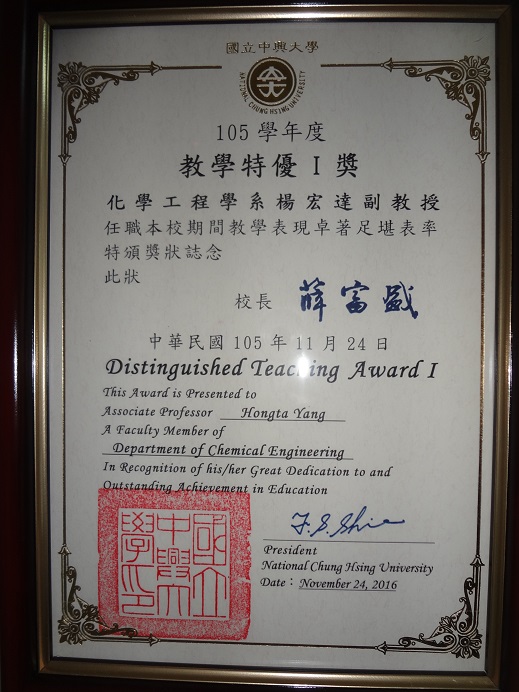 國立中興大學
NATIONAL CHUNG HSING UNIVERSITY
105 學年度
教學特優 I 獎
化學工程學系楊宏達副教授
任職本校期間教學表現卓著足堪表率
特頒獎狀誌念
此狀
校長 薛富盛
中華民國 105 年 11 月 24 日
Distinguished Teaching Award I
This Award is Presented to
Associate Professor Hongta Yang
A Faculty Member of
Department of Chemical Engineering
In Recognition of his/her Great Dedication to and
Outstanding Achievement in Education
國立中興大學印
F. S. Shieu
President
National Chung Hsing University
Date：November 24, 2016